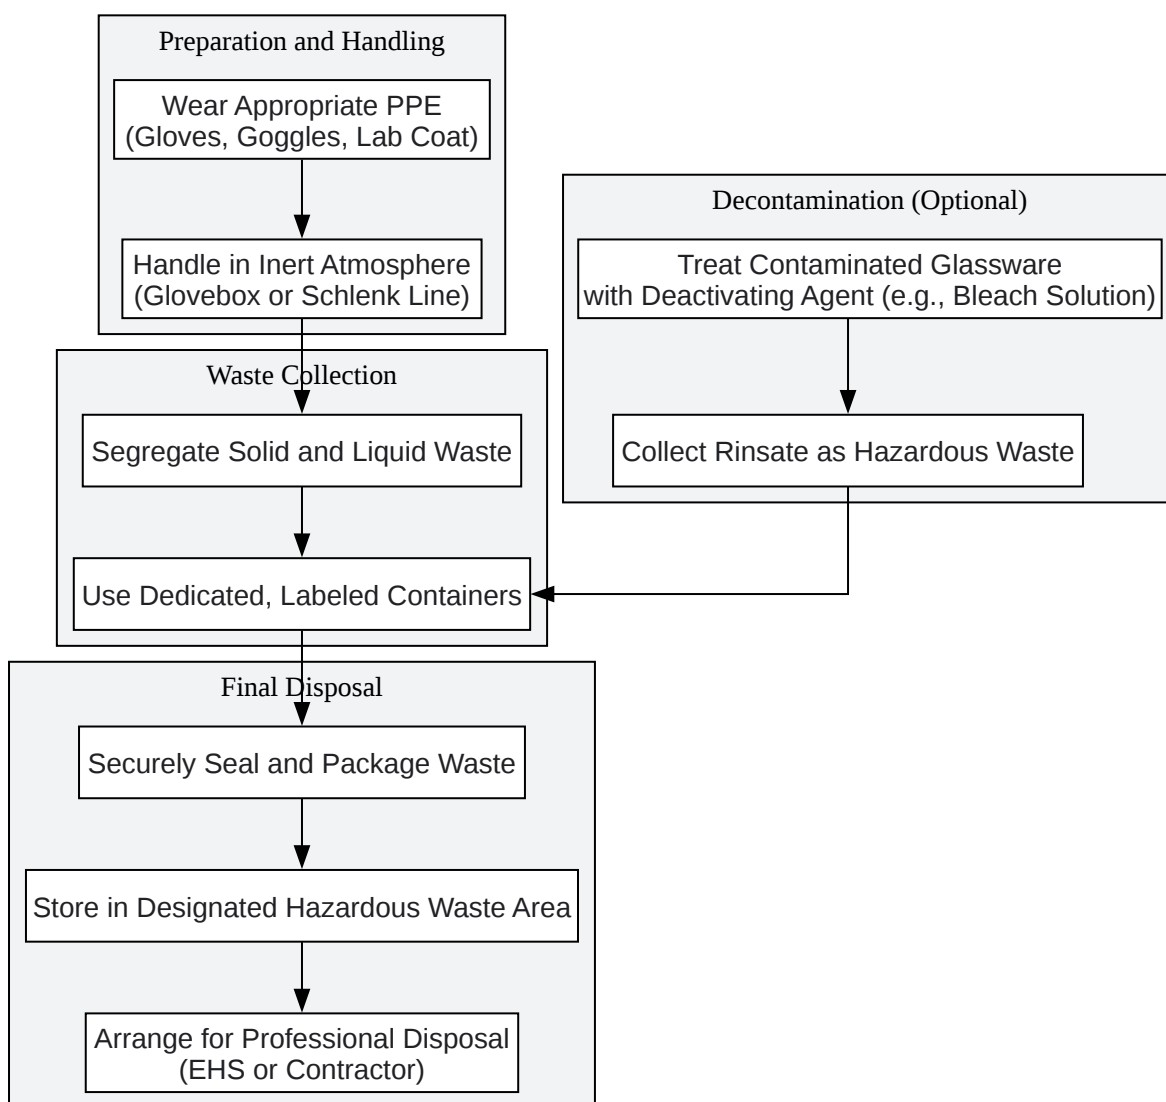 Preparation and Handling
Wear Appropriate PPE
(Gloves, Goggles, Lab Coat)
Handle in Inert Atmosphere
(Glovebox or Schlenk Line)
Decontamination (Optional)
Treat Contaminated Glassware
with Deactivating Agent (e.g., Bleach Solution)
Collect Rinsate as Hazardous Waste
Waste Collection
Segregate Solid and Liquid Waste
Use Dedicated, Labeled Containers
Final Disposal
Securely Seal and Package Waste
Store in Designated Hazardous Waste Area
Arrange for Professional Disposal
(EHS or Contractor)